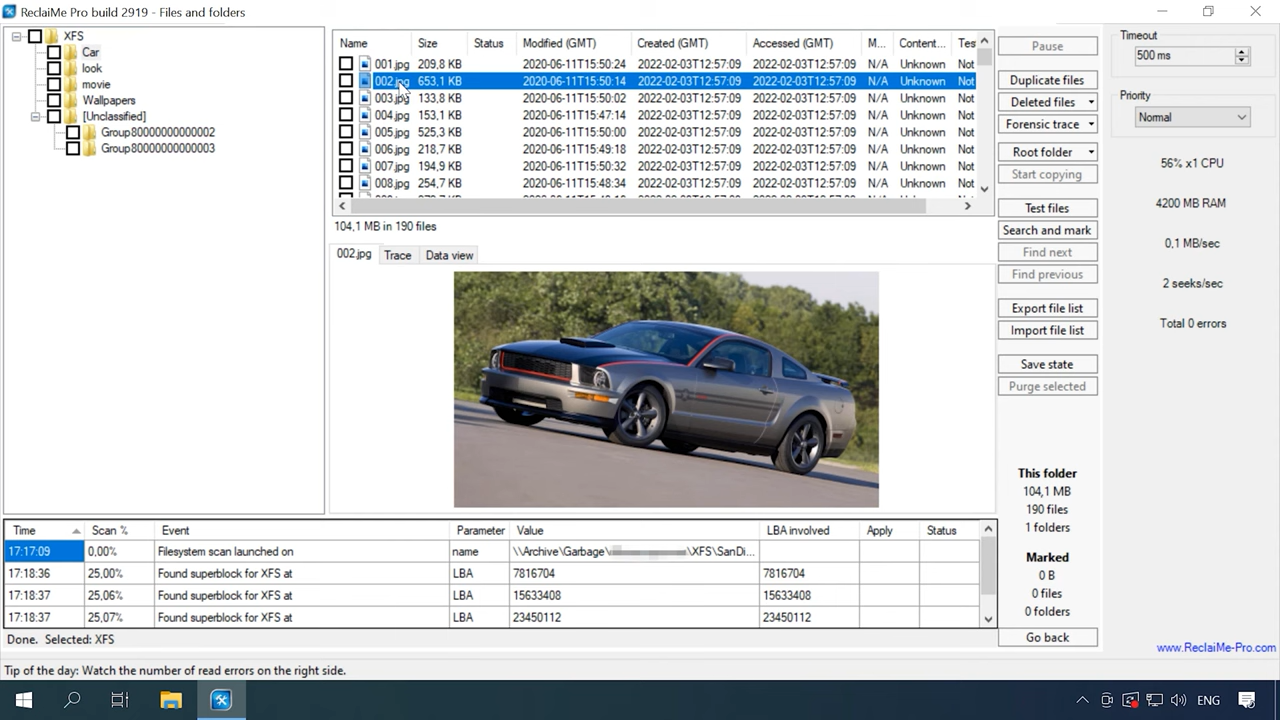 ReclaiMe Pro build 2919 - Files and folders
XFS
Car
look
movie
Wallpapers
[Unclassified]
Group80000000000002
Group80000000000003
Name Size Status Modified (GMT) Created (GMT) Accessed (GMT) M... Content... Tes
001.jpg 209,8 KB 2020-06-11T15:50:24 2022-02-03T12:57:09 2022-02-03T12:57:09 N/A Unknown Not
002.jpg 653,1 KB 2020-06-11T15:50:14 2022-02-03T12:57:09 2022-02-03T12:57:09 N/A Unknown Not
003.jpg 133,8 KB 2020-06-11T15:50:02 2022-02-03T12:57:09 2022-02-03T12:57:09 N/A Unknown Not
004.jpg 153,1 KB 2020-06-11T15:47:14 2022-02-03T12:57:09 2022-02-03T12:57:09 N/A Unknown Not
005.jpg 525,3 KB 2020-06-11T15:50:00 2022-02-03T12:57:09 2022-02-03T12:57:09 N/A Unknown Not
006.jpg 218,7 KB 2020-06-11T15:49:18 2022-02-03T12:57:09 2022-02-03T12:57:09 N/A Unknown Not
007.jpg 194,9 KB 2020-06-11T15:50:32 2022-02-03T12:57:09 2022-02-03T12:57:09 N/A Unknown Not
008.jpg 254,7 KB 2020-06-11T15:48:34 2022-02-03T12:57:09 2022-02-03T12:57:09 N/A Unknown Not
104,1 MB in 190 files
002.jpg Trace Data view
Pause
Duplicate files
Deleted files
Forensic trace
Root folder
Start copying
Test files
Search and mark
Find next
Find previous
Export file list
Import file list
Save state
Purge selected
This folder
104,1 MB
190 files
1 folders
Marked
0 B
0 files
0 folders
Go back
Timeout
500 ms
Priority
Normal
56% x1 CPU
4200 MB RAM
0,1 MB/sec
2 seeks/sec
Total 0 errors
www.ReclaiMe-Pro.com
Time Scan % Event Parameter Value LBA involved Apply Status
17:17:09 0,00% Filesystem scan launched on name \\Archive\Garbage\ \XFS\SanDi...
17:18:36 25,00% Found superblock for XFS at LBA 7816704 7816704
17:18:37 25,06% Found superblock for XFS at LBA 15633408 15633408
17:18:37 25,07% Found superblock for XFS at LBA 23450112 23450112
Done. Selected: XFS
Tip of the day: Watch the number of read errors on the right side.
ENG